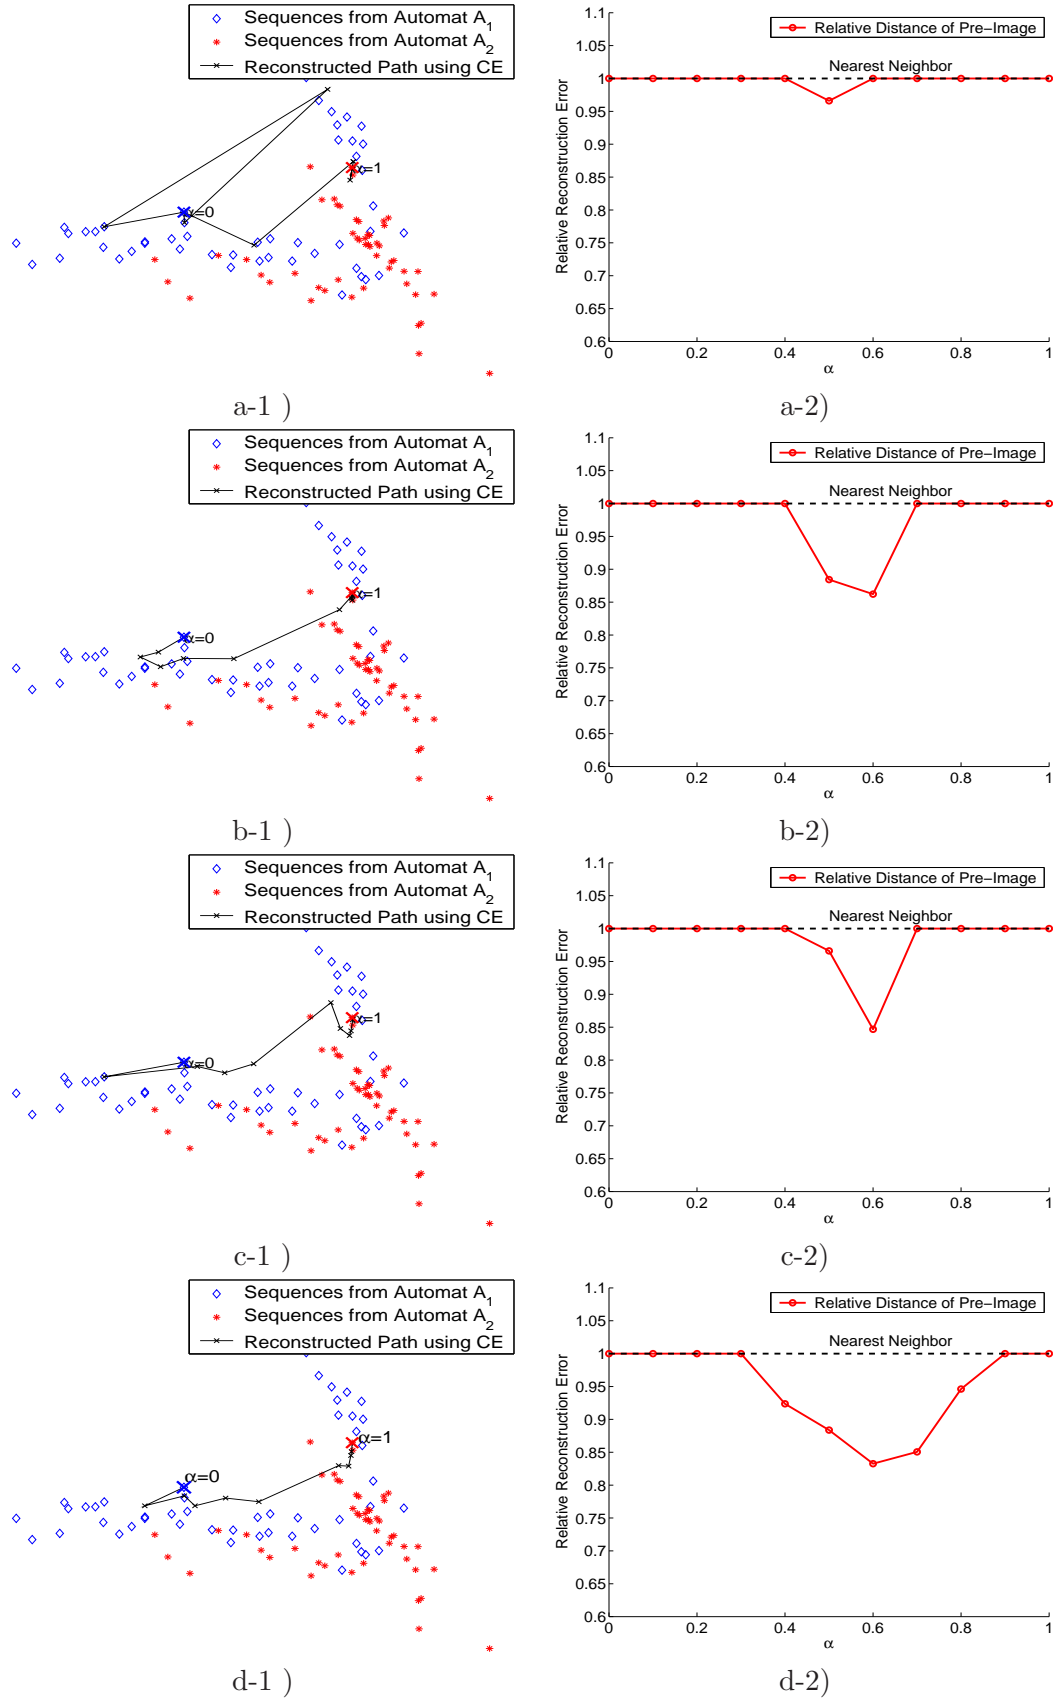 Sequences from Automat A1
Sequences from Automat A2
Reconstructed Path using CE
α=0
α=1
a-1 )
Relative Distance of Pre-Image
Nearest Neighbor
Relative Reconstruction Error
1.1
1.05
1
0.95
0.9
0.85
0.8
0.75
0.7
0.65
0.6
0 0.2 0.4 0.6 0.8 1
α
a-2)
Sequences from Automat A1
Sequences from Automat A2
Reconstructed Path using CE
α=0
α=1
b-1 )
Relative Distance of Pre-Image
Nearest Neighbor
Relative Reconstruction Error
1.1
1.05
1
0.95
0.9
0.85
0.8
0.75
0.7
0.65
0.6
0 0.2 0.4 0.6 0.8 1
α
b-2)
Sequences from Automat A1
Sequences from Automat A2
Reconstructed Path using CE
α=0
α=1
c-1 )
Relative Distance of Pre-Image
Nearest Neighbor
Relative Reconstruction Error
1.1
1.05
1
0.95
0.9
0.85
0.8
0.75
0.7
0.65
0.6
0 0.2 0.4 0.6 0.8 1
α
c-2)
Sequences from Automat A1
Sequences from Automat A2
Reconstructed Path using CE
α=0
α=1
d-1 )
Relative Distance of Pre-Image
Nearest Neighbor
Relative Reconstruction Error
1.1
1.05
1
0.95
0.9
0.85
0.8
0.75
0.7
0.65
0.6
0 0.2 0.4 0.6 0.8 1
α
d-2)